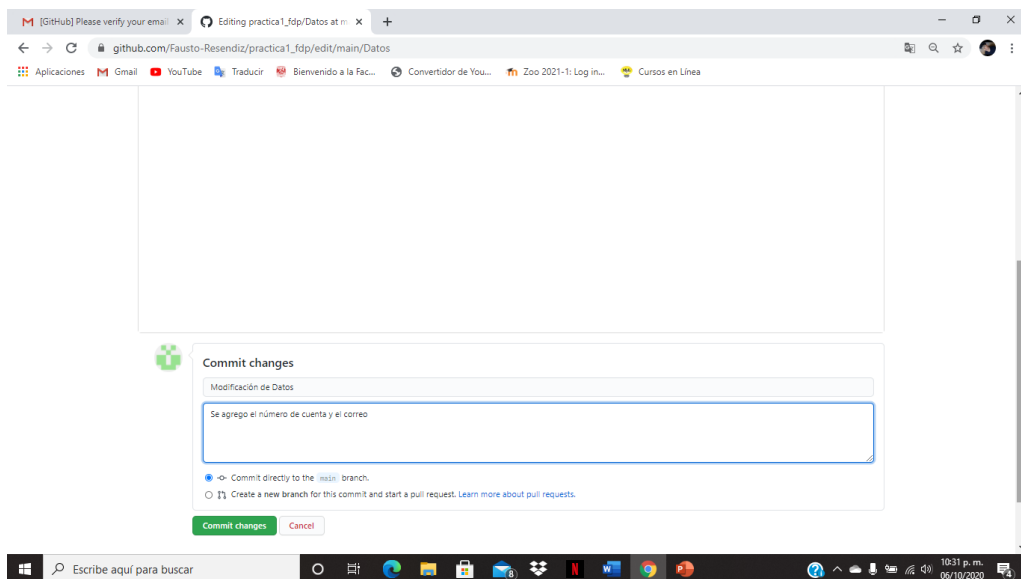 [GitHub] Please verify your email
Editing practica1_fdp/Datos at m
github.com/Fausto-Resendiz/practica1_fdp/edit/main/Datos
Aplicaciones Gmail YouTube Traducir Bienvenido a la Fac... Convertidor de You... Zoo 2021-1: Log in... Cursos en Línea
Commit changes
Modificación de Datos
Se agrego el número de cuenta y el correo
Commit directly to the main branch.
Create a new branch for this commit and start a pull request. Learn more about pull requests.
Commit changes Cancel
Escribe aquí para buscar
10:31 p. m.
06/10/2020